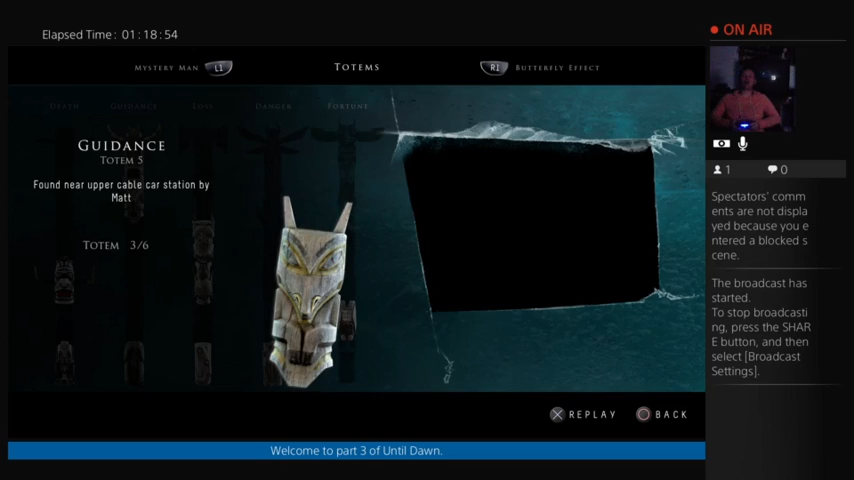 Elapsed Time: 01:18:54
ON AIR
MYSTERY MAN L1
TOTEMS
R1 BUTTERFLY EFFECT
DEATH GUIDANCE LOSS DANGER FORTUNE
GUIDANCE
TOTEM 5
Found near upper cable car station by
Matt
TOTEM 3/6
1 0
Spectators' comm
ents are not displa
yed because you e
ntered a blocked s
cene.
The broadcast has
started.
To stop broadcasti
ng, press the SHAR
E button, and then
select [Broadcast
Settings].
REPLAY BACK
Welcome to part 3 of Until Dawn.